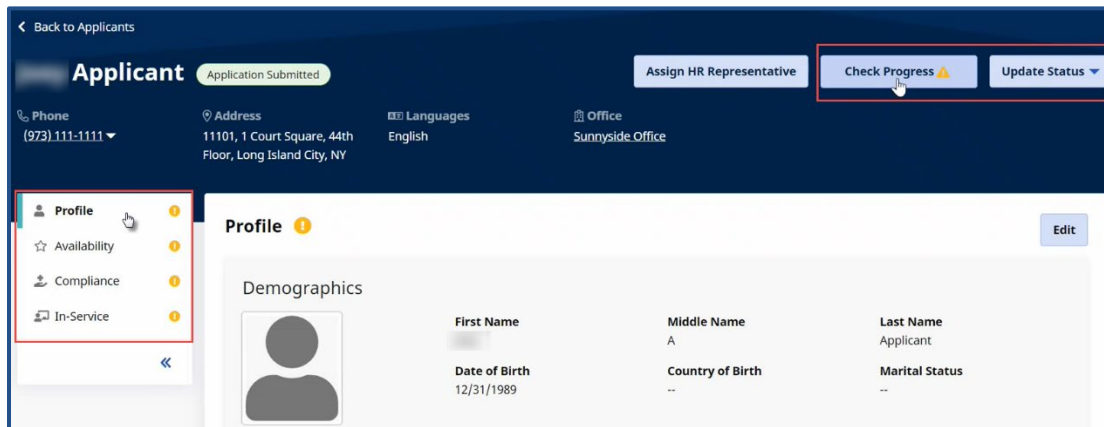 Back to Applicants
Applicant
Application Submitted
Assign HR Representative
Check Progress
Update Status
Phone
Address
Languages
Office
(973) 111-1111
11101, 1 Court Square, 44th
Floor, Long Island City, NY
English
Sunnyside Office
Profile
Availability
Compliance
In-Service
Profile
Edit
Demographics
First Name
Middle Name
Last Name
A
Applicant
Date of Birth
Country of Birth
Marital Status
12/31/1989
--
--